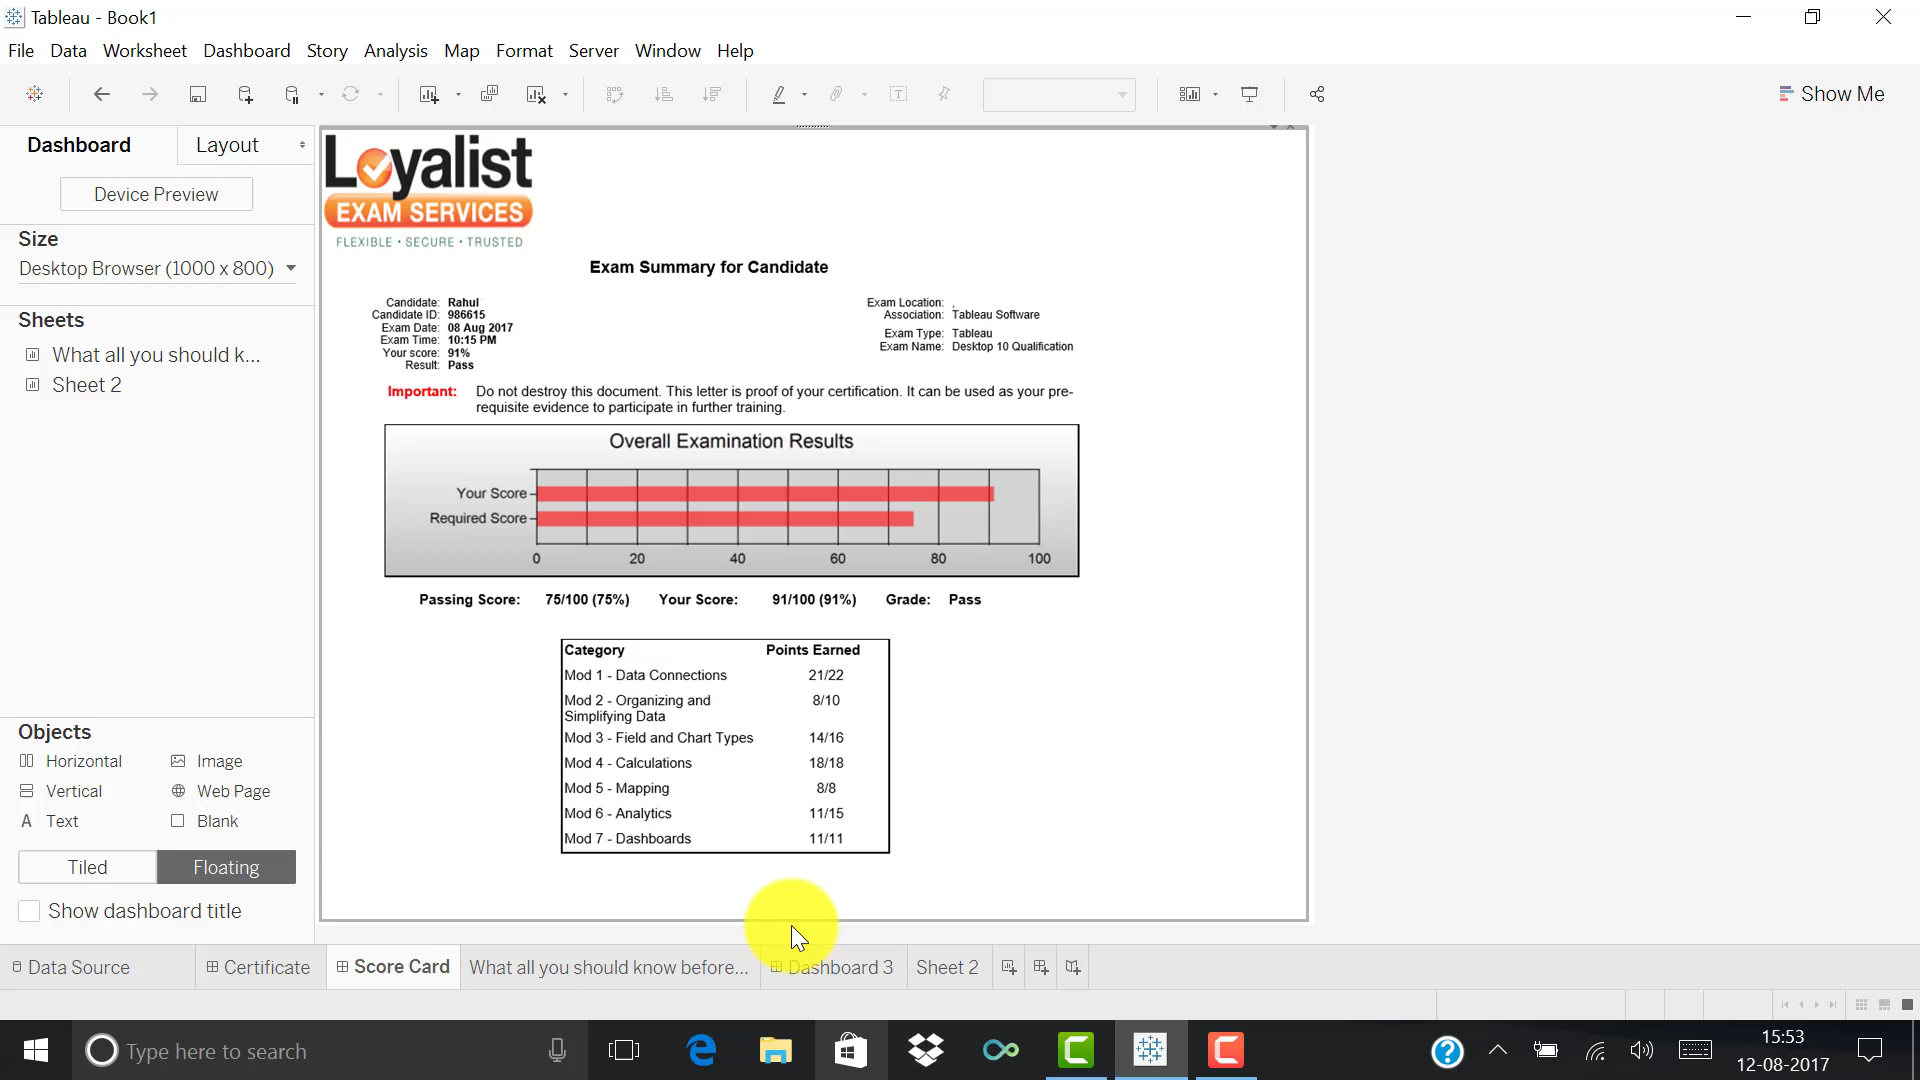 Tableau - Book1
File Data Worksheet Dashboard Story Analysis Map Format Server Window Help
Show Me
Dashboard
Layout
Device Preview
Size
Desktop Browser (1000 x 800)
Sheets
What all you should k...
Sheet 2
Objects
Horizontal
Image
Vertical
Web Page
A Text
Blank
Tiled
Floating
Show dashboard title
Loyalist
EXAM SERVICES
FLEXIBLE • SECURE • TRUSTED
Exam Summary for Candidate
Candidate: Rahul
Candidate ID: 986615
Exam Date: 08 Aug 2017
Exam Time: 10:15 PM
Your score: 91%
Result: Pass
Exam Location: ,
Association: Tableau Software
Exam Type: Tableau
Exam Name: Desktop 10 Qualification
Important: Do not destroy this document. This letter is proof of your certification. It can be used as your pre-
requisite evidence to participate in further training.
Overall Examination Results
Your Score
Required Score
0 20 40 60 80 100
Passing Score: 75/100 (75%) Your Score: 91/100 (91%) Grade: Pass
Category Points Earned
Mod 1 - Data Connections 21/22
Mod 2 - Organizing and 8/10
Simplifying Data
Mod 3 - Field and Chart Types 14/16
Mod 4 - Calculations 18/18
Mod 5 - Mapping 8/8
Mod 6 - Analytics 11/15
Mod 7 - Dashboards 11/11
Data Source Certificate Score Card What all you should know before... Dashboard 3 Sheet 2
Type here to search
15:53
12-08-2017